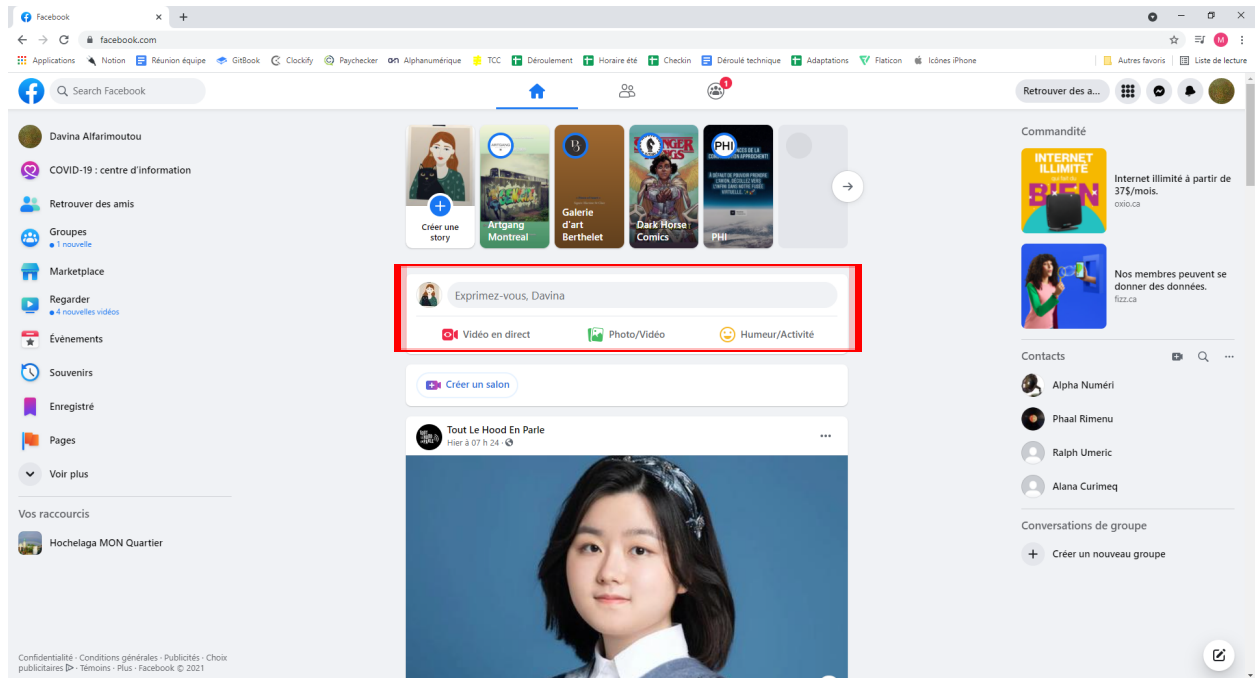 Facebook
facebook.com
Applications
Notion
Réunion équipe
GitBook
Clockify
Paychecker
Alphanumérique
TCC
Déroulement
Horaire été
Checkin
Déroulé technique
Adaptations
Flaticon
Icônes iPhone
Autres favoris
Liste de lecture
M
Search Facebook
1
Retrouver des a...
Davina Alfarimoutou
COVID-19 : centre d'information
Retrouver des amis
Groupes
1 nouvelle
Marketplace
Regarder
4 nouvelles vidéos
Événements
Souvenirs
Enregistré
Pages
Voir plus
Vos raccourcis
Hochelaga MON Quartier
Confidentialité · Conditions générales · Publicités · Choix
publicitaires · Témoins · Plus · Facebook © 2021
Créer une
story
Artgang
Montreal
B
Galerie
d'art
Berthelet
STRANGER
THINGS
Dark Horse
Comics
PHI
PHI
Exprimez-vous, Davina
Vidéo en direct
Photo/Vidéo
Humeur/Activité
Créer un salon
Tout Le Hood En Parle
Hier à 07 h 24 ·
Commandité
INTERNET
ILLIMITÉ
BIEN
Internet illimité à partir de
37$/mois.
oxio.ca
Nos membres peuvent se
donner des données.
fizz.ca
Contacts
Alpha Numéri
Phaal Rimenu
Ralph Umeric
Alana Curimeq
Conversations de groupe
Créer un nouveau groupe